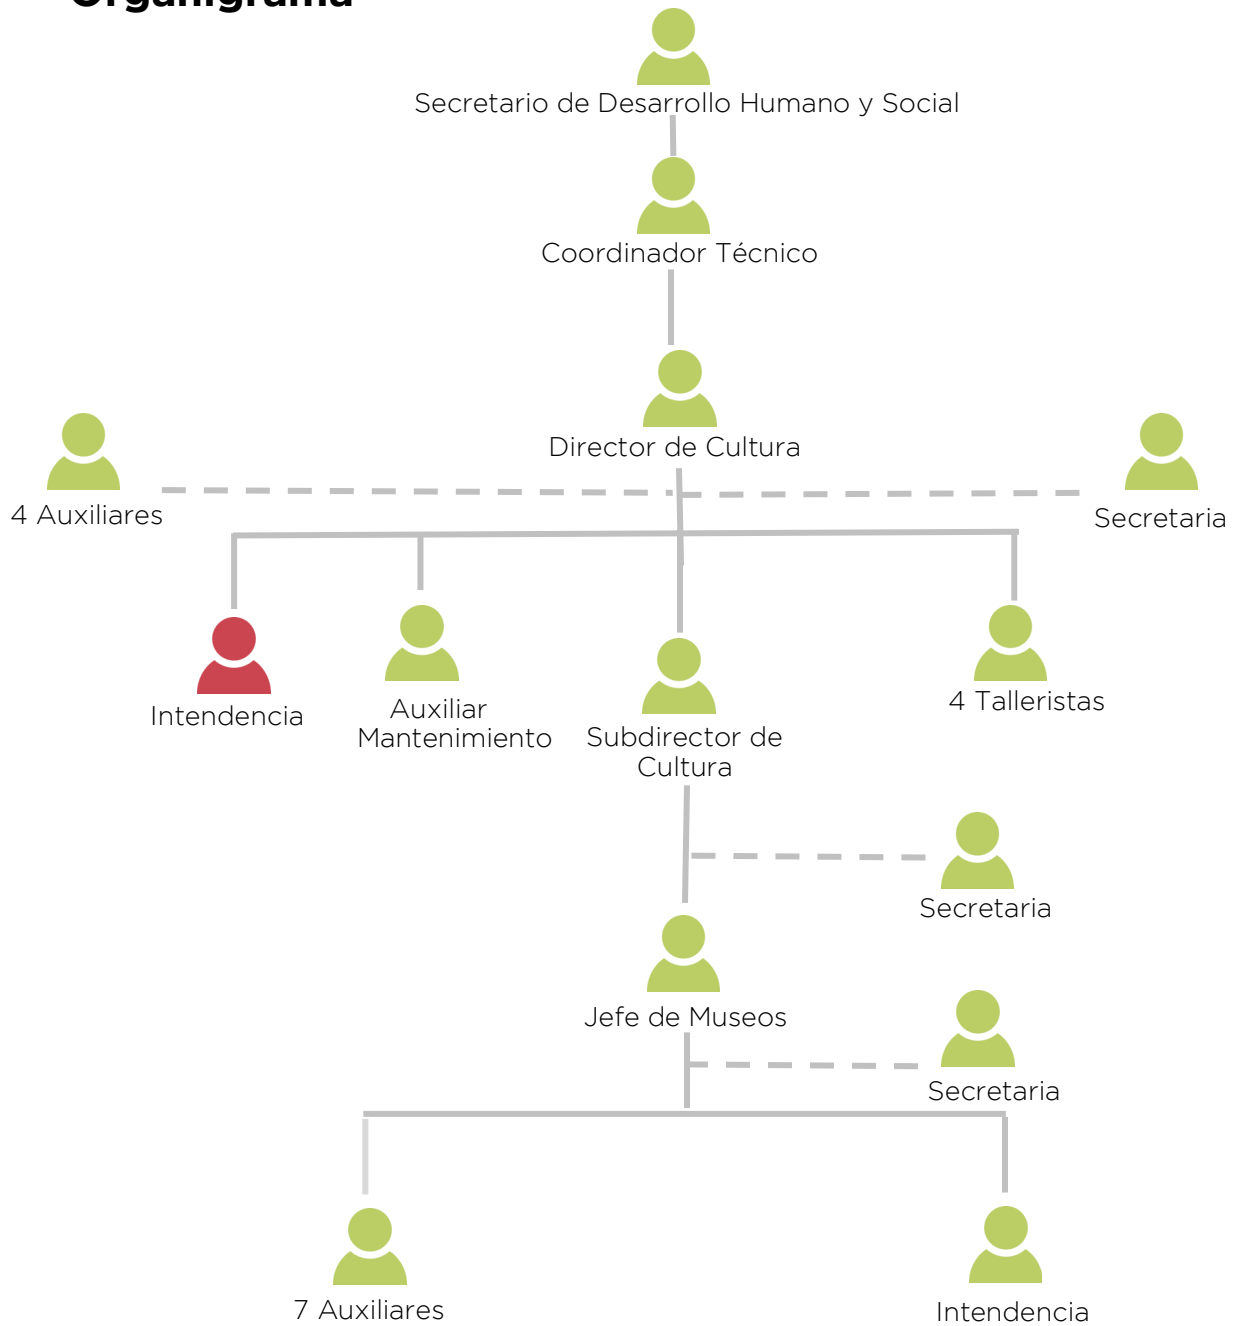 Organigrama
Secretario de Desarrollo Humano y Social
Coordinador Técnico
Director de Cultura
4 Auxiliares
Secretaria
Intendencia
Auxiliar
Mantenimiento
Subdirector de
Cultura
4 Talleristas
Secretaria
Jefe de Museos
Secretaria
7 Auxiliares
Intendencia